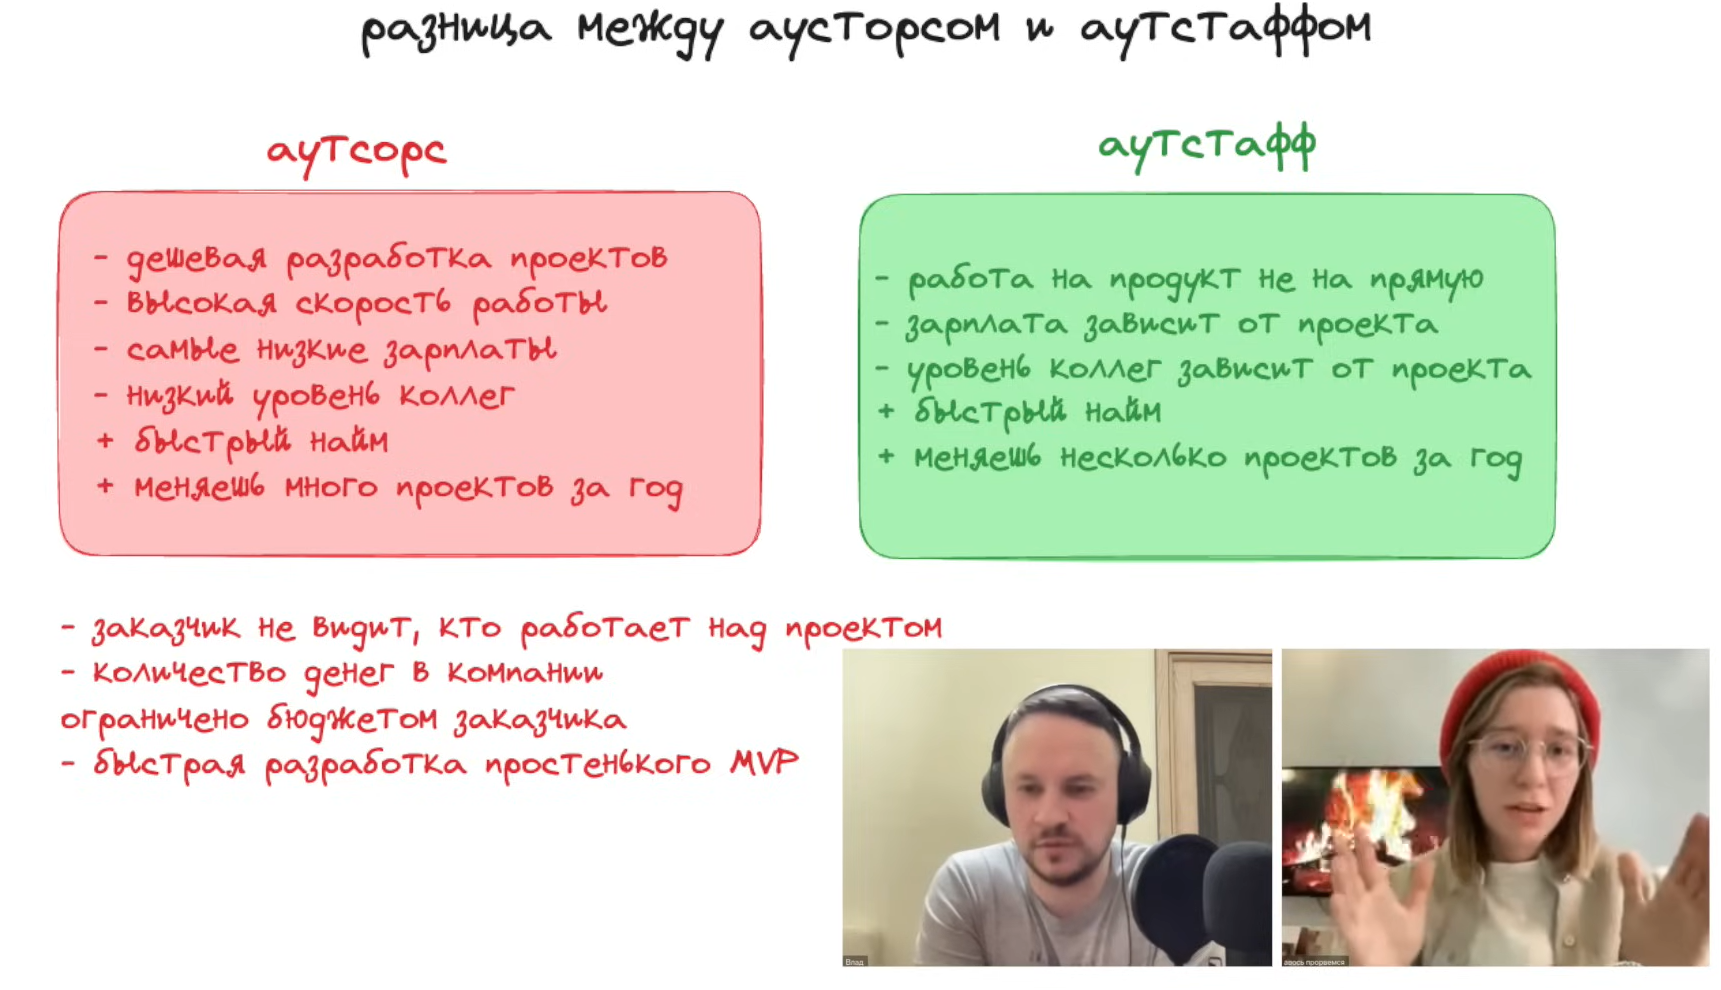 разница между аусторсом и аутстаффом
аутсорс
- дешевая разработка проектов
- высокая скорость работы
- самые низкие зарплаты
- низкий уровень коллег
+ быстрый найм
+ меняешь много проектов за год
аутстафф
- работа на продукт не на прямую
- зарплата зависит от проекта
- уровень коллег зависит от проекта
+ быстрый найм
+ меняешь несколько проектов за год
- заказчик не видит, кто работает над проектом
- количество денег в компании
ограничено бюджетом заказчика
- быстрая разработка простенького MVP
Влад
авось прорвемся